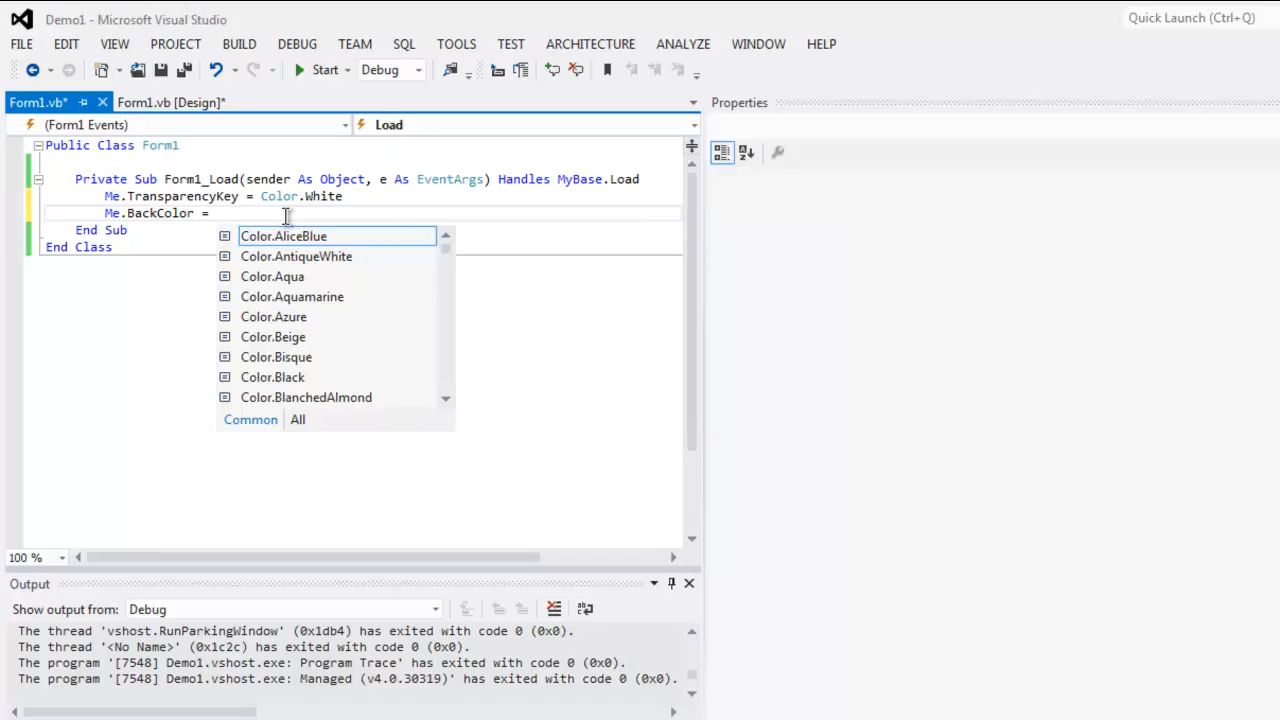 Demo1 - Microsoft Visual Studio
Quick Launch (Ctrl+Q)
FILE EDIT VIEW PROJECT BUILD DEBUG TEAM SQL TOOLS TEST ARCHITECTURE ANALYZE WINDOW HELP
Start Debug
Form1.vb* Form1.vb [Design]*
Properties
(Form1 Events) Load
Public Class Form1
Private Sub Form1_Load(sender As Object, e As EventArgs) Handles MyBase.Load
Me.TransparencyKey = Color.White
Me.BackColor =
End Sub
End Class
Color.AliceBlue
Color.AntiqueWhite
Color.Aqua
Color.Aquamarine
Color.Azure
Color.Beige
Color.Bisque
Color.Black
Color.BlanchedAlmond
Common All
100 %
Output
Show output from: Debug
The thread 'vshost.RunParkingWindow' (0x1db4) has exited with code 0 (0x0).
The thread '<No Name>' (0x1c2c) has exited with code 0 (0x0).
The program '[7548] Demo1.vshost.exe: Program Trace' has exited with code 0 (0x0).
The program '[7548] Demo1.vshost.exe: Managed (v4.0.30319)' has exited with code 0 (0x0).